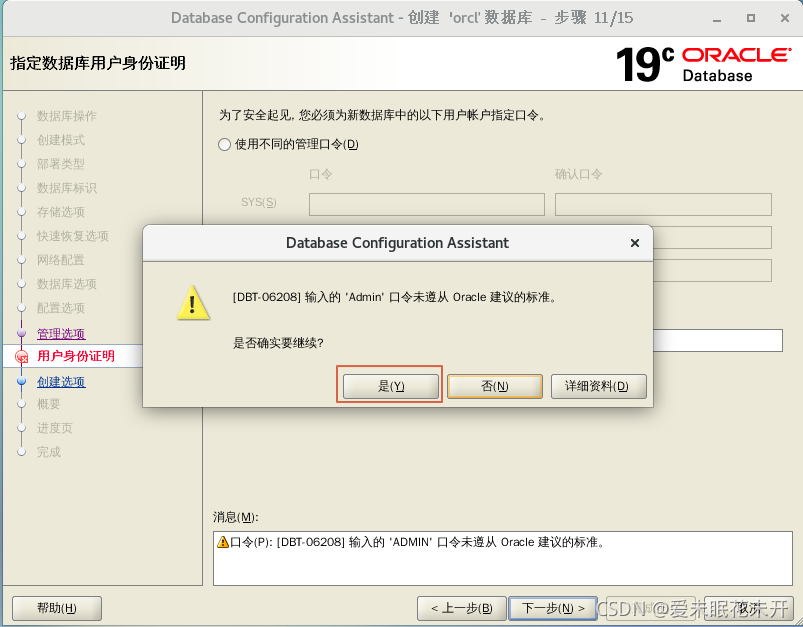 Database Configuration Assistant - 创建 'orcl' 数据库 - 步骤 11/15
指定数据库用户身份证明
19c ORACLE
Database
数据库操作
创建模式
部署类型
数据库标识
存储选项
快速恢复选项
网络配置
数据库选项
配置选项
管理选项
用户身份证明
创建选项
概要
进度页
完成
为了安全起见, 您必须为新数据库中的以下用户帐户指定口令。
使用不同的管理口令(D)
口令 确认口令
SYS(S)
Database Configuration Assistant
[DBT-06208] 输入的 'Admin' 口令未遵从 Oracle 建议的标准。
是否确实要继续?
是(Y) 否(N) 详细资料(D)
消息(M):
口令(P): [DBT-06208] 输入的 'ADMIN' 口令未遵从 Oracle 建议的标准。
帮助(H) < 上一步(B) 下一步(N) > 取消
CSDN @爱未眠花未开